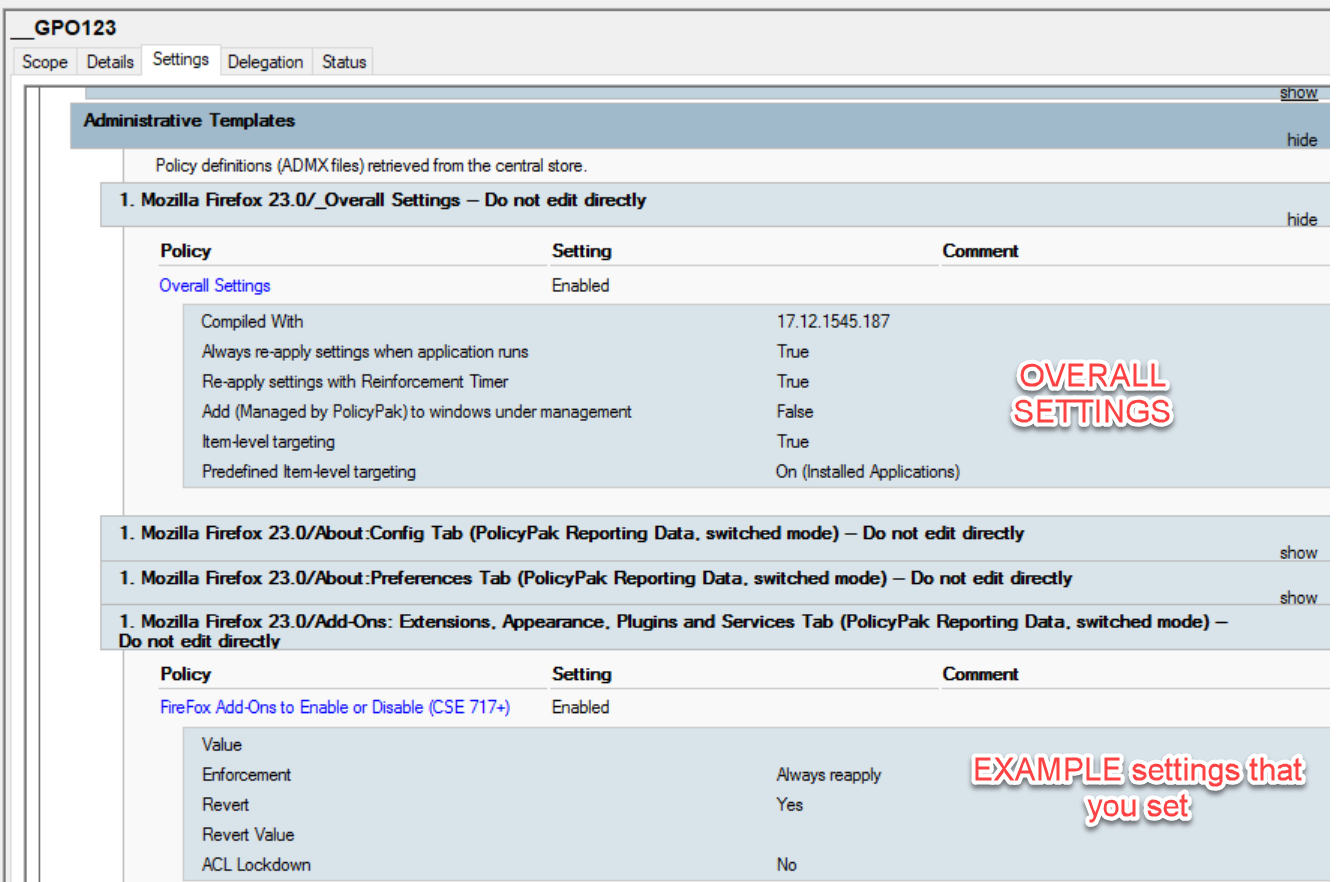 __GPO123
Scope Details Settings Delegation Status
show
Administrative Templates
hide
Policy definitions (ADMX files) retrieved from the central store.
1. Mozilla Firefox 23.0/_Overall Settings – Do not edit directly
hide
Policy Setting Comment
Overall Settings Enabled
Compiled With 17.12.1545.187
Always re-apply settings when application runs True
Re-apply settings with Reinforcement Timer True
Add (Managed by PolicyPak) to windows under management False
Item-level targeting True
Predefined Item-level targeting On (Installed Applications)
OVERALL
SETTINGS
1. Mozilla Firefox 23.0/About:Config Tab (PolicyPak Reporting Data, switched mode) – Do not edit directly
show
1. Mozilla Firefox 23.0/About:Preferences Tab (PolicyPak Reporting Data, switched mode) – Do not edit directly
show
1. Mozilla Firefox 23.0/Add-Ons: Extensions, Appearance, Plugins and Services Tab (PolicyPak Reporting Data, switched mode) –
Do not edit directly
Policy Setting Comment
FireFox Add-Ons to Enable or Disable (CSE 717+) Enabled
Value
Enforcement Always reapply
Revert Yes
Revert Value
ACL Lockdown No
EXAMPLE settings that
you set